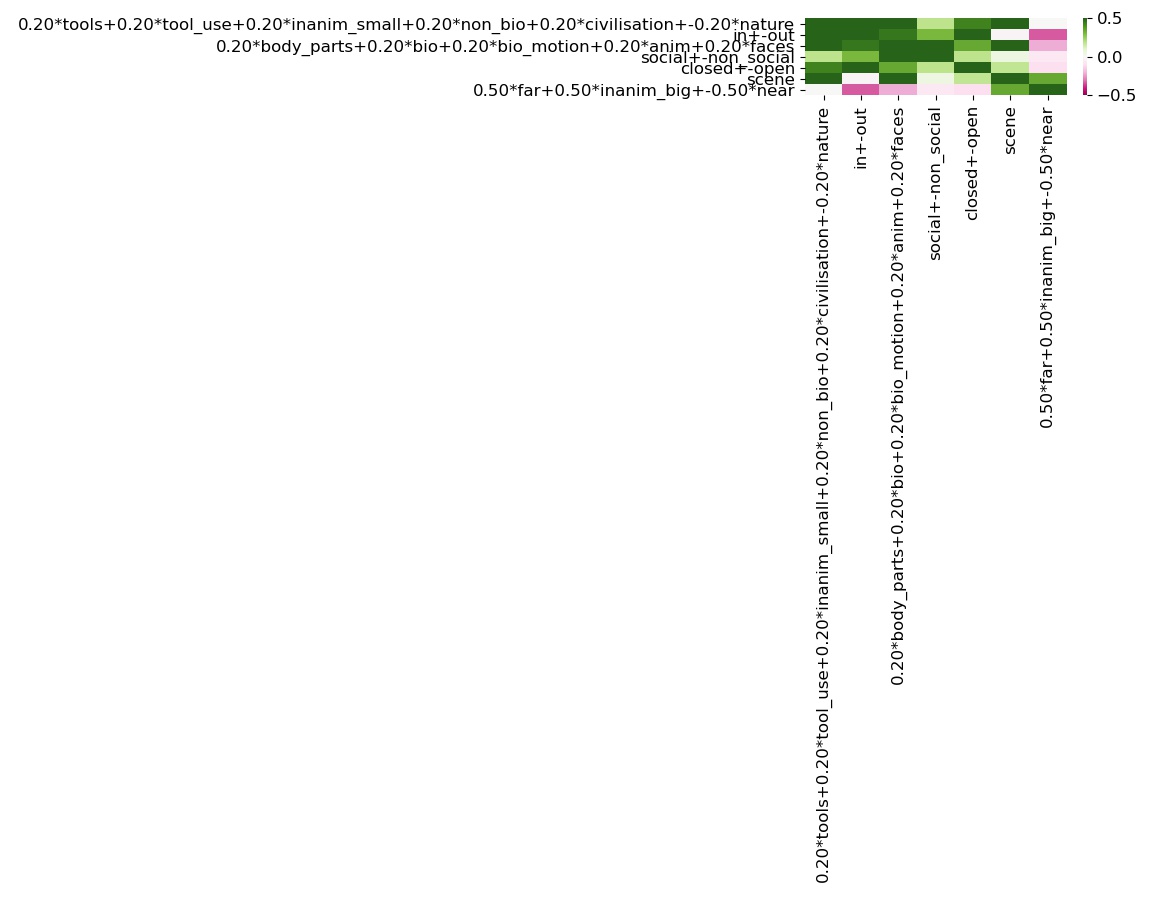 0.20*tools+0.20*tool_use+0.20*inanim_small+0.20*non_bio+0.20*civilisation+-0.20*nature
in+-out
0.20*body_parts+0.20*bio+0.20*bio_motion+0.20*anim+0.20*faces
social+-non_social
closed+-open
scene
0.50*far+0.50*inanim_big+-0.50*near
0.5
0.0
−0.5
0.20*tools+0.20*tool_use+0.20*inanim_small+0.20*non_bio+0.20*civilisation+-0.20*nature
in+-out
0.20*body_parts+0.20*bio+0.20*bio_motion+0.20*anim+0.20*faces
social+-non_social
closed+-open
scene
0.50*far+0.50*inanim_big+-0.50*near